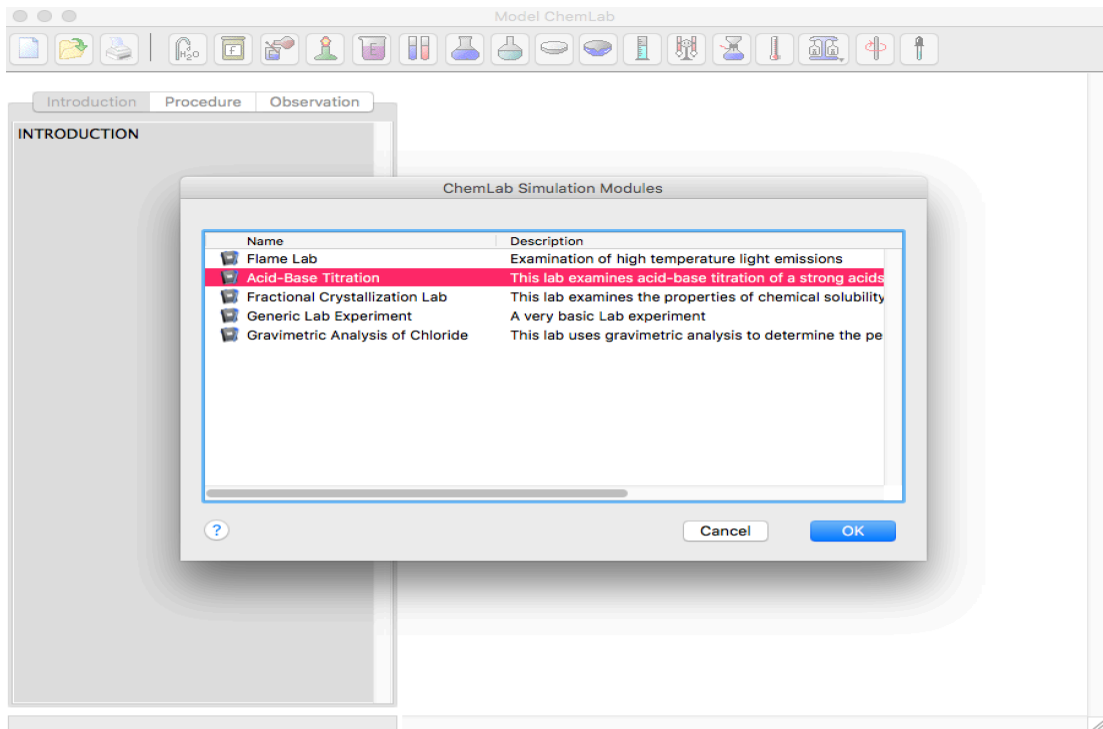 Model ChemLab
H₂O F E
Introduction Procedure Observation
INTRODUCTION
ChemLab Simulation Modules
Name Description
Flame Lab Examination of high temperature light emissions
Acid-Base Titration This lab examines acid-base titration of a strong acids
Fractional Crystallization Lab This lab examines the properties of chemical solubility
Generic Lab Experiment A very basic Lab experiment
Gravimetric Analysis of Chloride This lab uses gravimetric analysis to determine the pe
? Cancel OK